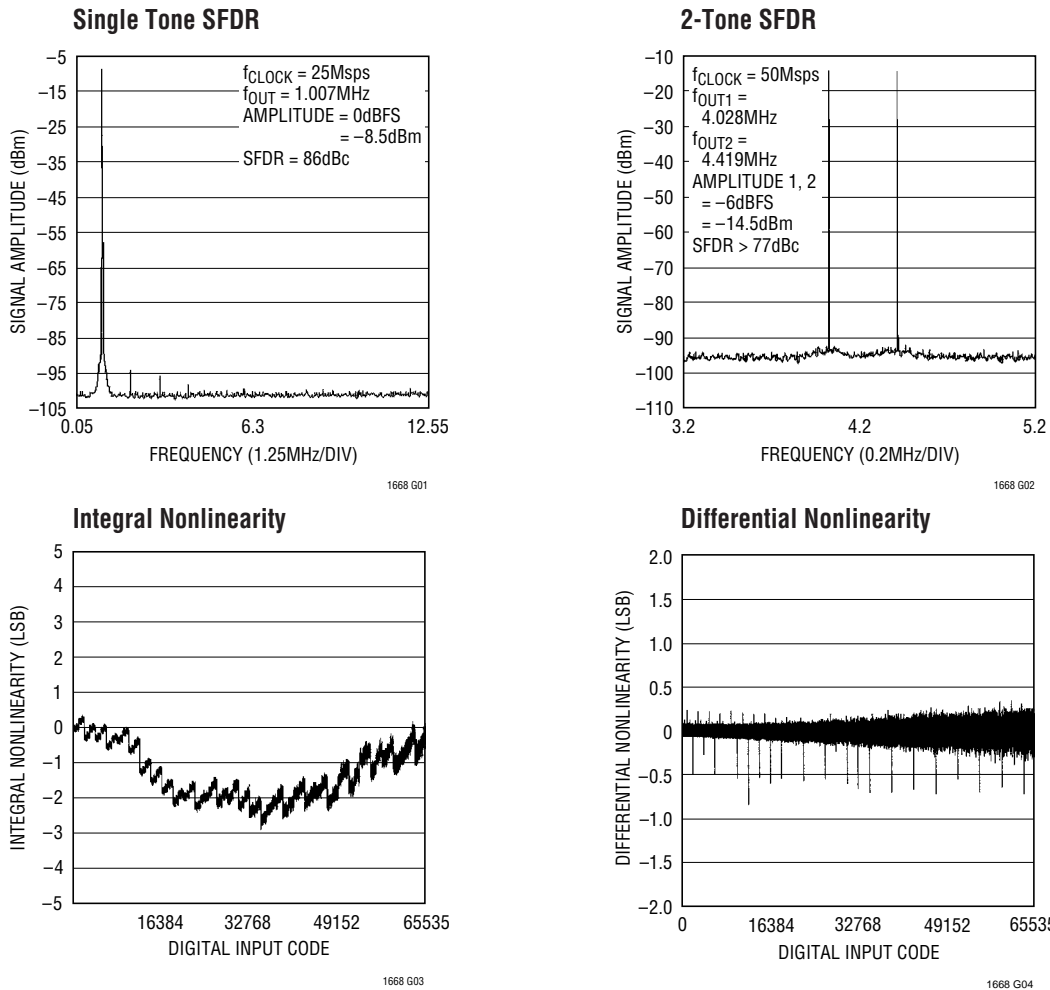 Single Tone SFDR
–5
–15
–25
–35
–45
–55
–65
–75
–85
–95
–105
SIGNAL AMPLITUDE (dBm)
fCLOCK = 25Msps
fOUT = 1.007MHz
AMPLITUDE = 0dBFS
= –8.5dBm
SFDR = 86dBc
0.05
6.3
12.55
FREQUENCY (1.25MHz/DIV)
1668 G01
2-Tone SFDR
–10
–20
–30
–40
–50
–60
–70
–80
–90
–100
–110
SIGNAL AMPLITUDE (dBm)
fCLOCK = 50Msps
fOUT1 =
4.028MHz
fOUT2 =
4.419MHz
AMPLITUDE 1, 2
= –6dBFS
= –14.5dBm
SFDR > 77dBc
3.2
4.2
5.2
FREQUENCY (0.2MHz/DIV)
1668 G02
Integral Nonlinearity
5
4
3
2
1
0
–1
–2
–3
–4
–5
INTEGRAL NONLINEARITY (LSB)
16384
32768
49152
65535
DIGITAL INPUT CODE
1668 G03
Differential Nonlinearity
2.0
1.5
1.0
0.5
0
–0.5
–1.0
–1.5
–2.0
DIFFERENTIAL NONLINEARITY (LSB)
0
16384
32768
49152
65535
DIGITAL INPUT CODE
1668 G04